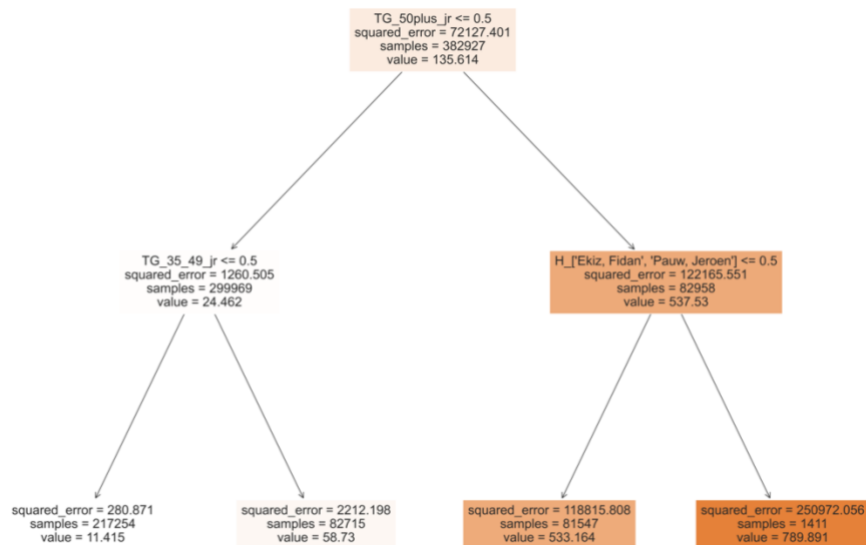 TG_50plus_jr <= 0.5
squared_error = 72127.401
samples = 382927
value = 135.614
TG_35_49_jr <= 0.5
squared_error = 1260.505
samples = 299969
value = 24.462
H_['Ekiz, Fidan', 'Pauw, Jeroen'] <= 0.5
squared_error = 122165.551
samples = 82958
value = 537.53
squared_error = 280.871
samples = 217254
value = 11.415
squared_error = 2212.198
samples = 82715
value = 58.73
squared_error = 118815.808
samples = 81547
value = 533.164
squared_error = 250972.056
samples = 1411
value = 789.891